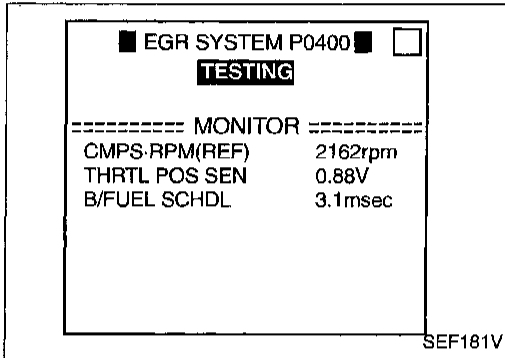 EGR SYSTEM P0400
TESTING
========= MONITOR =========
CMPS·RPM(REF) 2162rpm
THRTL POS SEN 0.88V
B/FUEL SCHDL 3.1msec
SEF181V